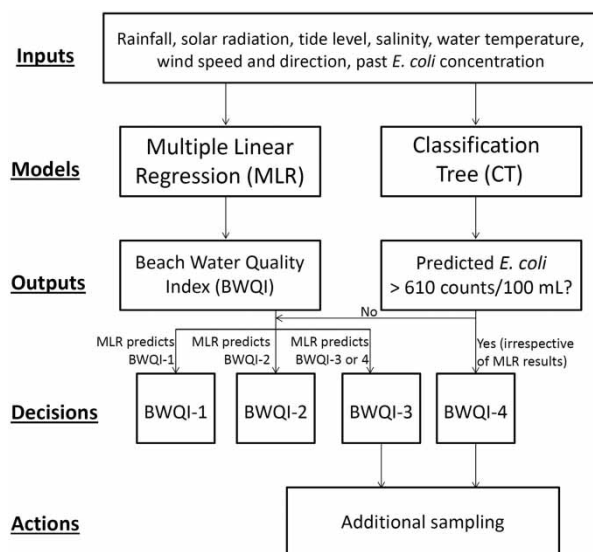 Inputs
Rainfall, solar radiation, tide level, salinity, water temperature,
wind speed and direction, past E. coli concentration
Models
Multiple Linear
Regression (MLR)
Classification
Tree (CT)
Outputs
Beach Water Quality
Index (BWQI)
Predicted E. coli
> 610 counts/100 mL?
No
MLR predicts
BWQI-1
MLR predicts
BWQI-2
MLR predicts
BWQI-3 or 4
Yes (irrespective
of MLR results)
Decisions
BWQI-1
BWQI-2
BWQI-3
BWQI-4
Actions
Additional sampling